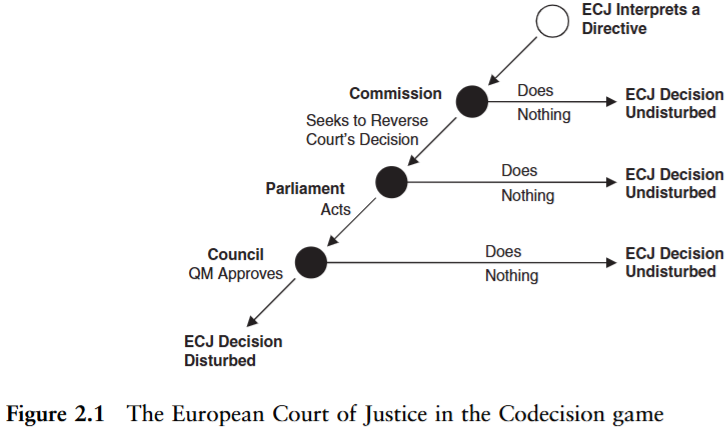 ECJ Interprets a
Directive
Commission
Does
Nothing
ECJ Decision
Undisturbed
Seeks to Reverse
Court's Decision
Parliament
Acts
Does
Nothing
ECJ Decision
Undisturbed
Council
QM Approves
Does
Nothing
ECJ Decision
Undisturbed
ECJ Decision
Disturbed
Figure 2.1 The European Court of Justice in the Codecision game